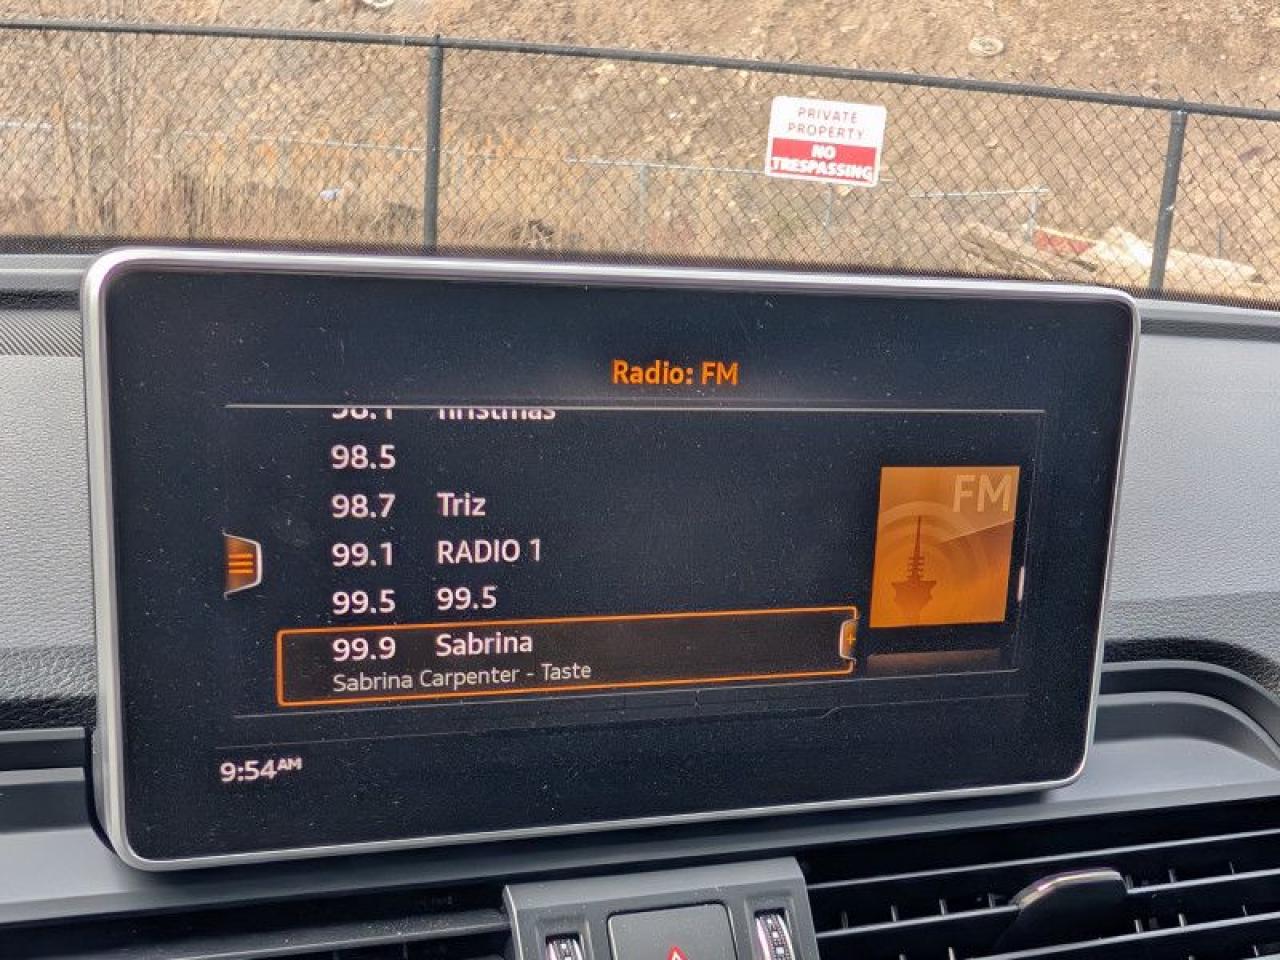 PRIVATE
PROPERTY
NO
TRESPASSING
Radio: FM
98.5
98.7 Triz
99.1 RADIO 1
99.5 99.5
99.9 Sabrina
Sabrina Carpenter - Taste
FM
9:54AM